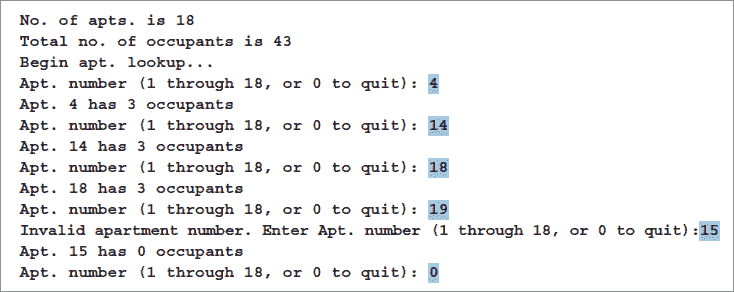 No. of apts. is 18
Total no. of occupants is 43
Begin apt. lookup...
Apt. number (1 through 18, or 0 to quit): 4
Apt. 4 has 3 occupants
Apt. number (1 through 18, or 0 to quit): 14
Apt. 14 has 3 occupants
Apt. number (1 through 18, or 0 to quit): 18
Apt. 18 has 3 occupants
Apt. number (1 through 18, or 0 to quit): 19
Invalid apartment number. Enter Apt. number (1 through 18, or 0 to quit):15
Apt. 15 has 0 occupants
Apt. number (1 through 18, or 0 to quit): 0